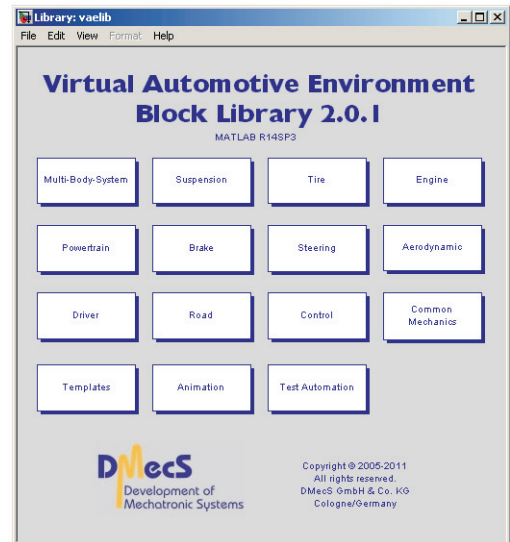 Library: vaelib
File Edit View Format Help
Virtual Automotive Environment
Block Library 2.0.1
MATLAB R14SP3
Multi-Body-System Suspension Tire Engine
Powertrain Brake Steering Aerodynamic
Driver Road Control Common
Mechanics
Templates Animation Test Automation
DMecS
Development of
Mechatronic Systems
Copyright © 2005-2011
All rights reserved.
DMecS GmbH & Co. KG
Cologne/Germany